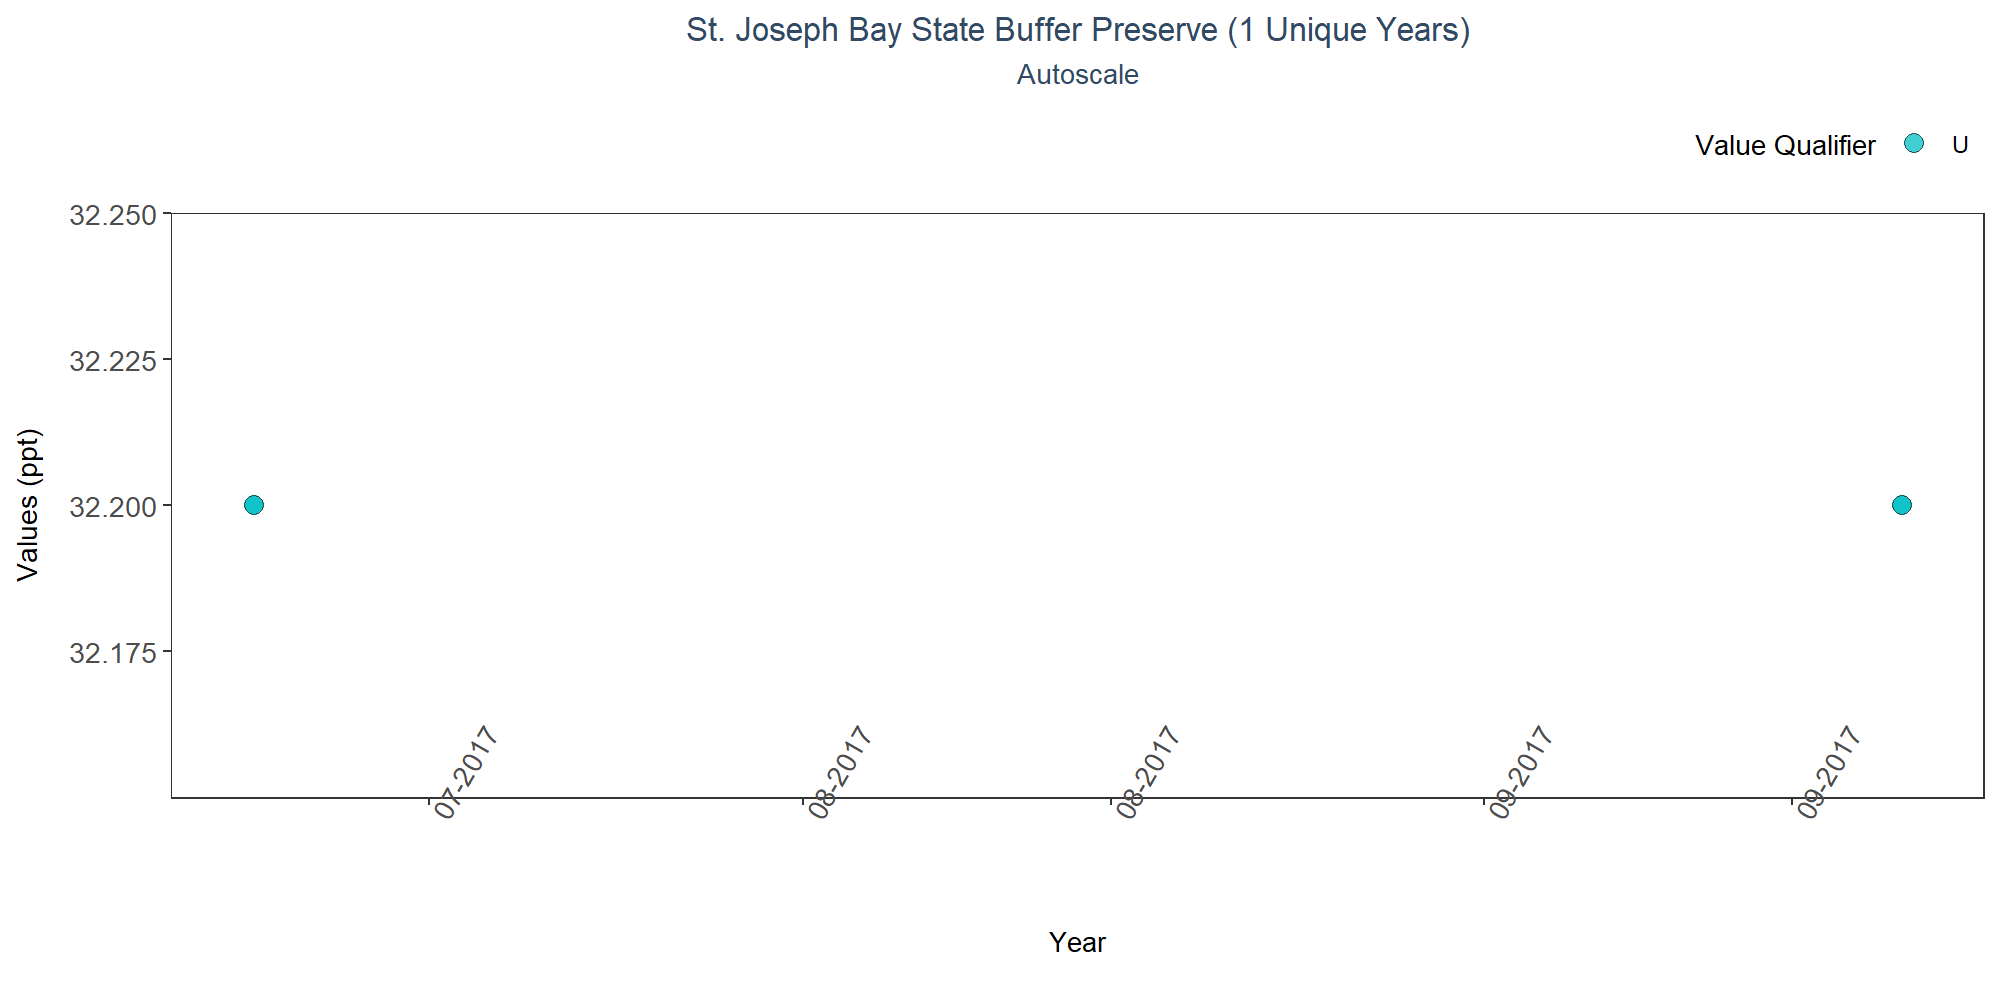 St. Joseph Bay State Buffer Preserve (1 Unique Years)
Autoscale
Value Qualifier U
32.250
32.225
32.200
32.175
Values (ppt)
07-2017
08-2017
08-2017
09-2017
09-2017
Year